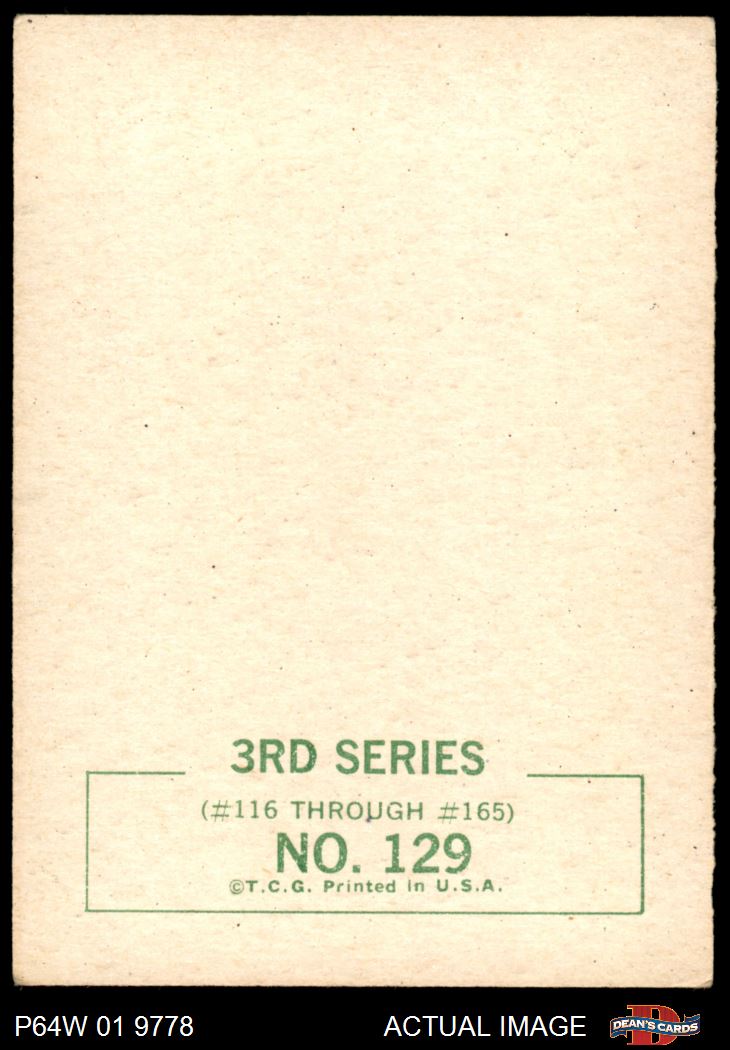 3RD SERIES
(#116 THROUGH #165)
NO. 129
©T.C.G. Printed in U.S.A.
P64W 01 9778
ACTUAL IMAGE
DEAN'S CARDS